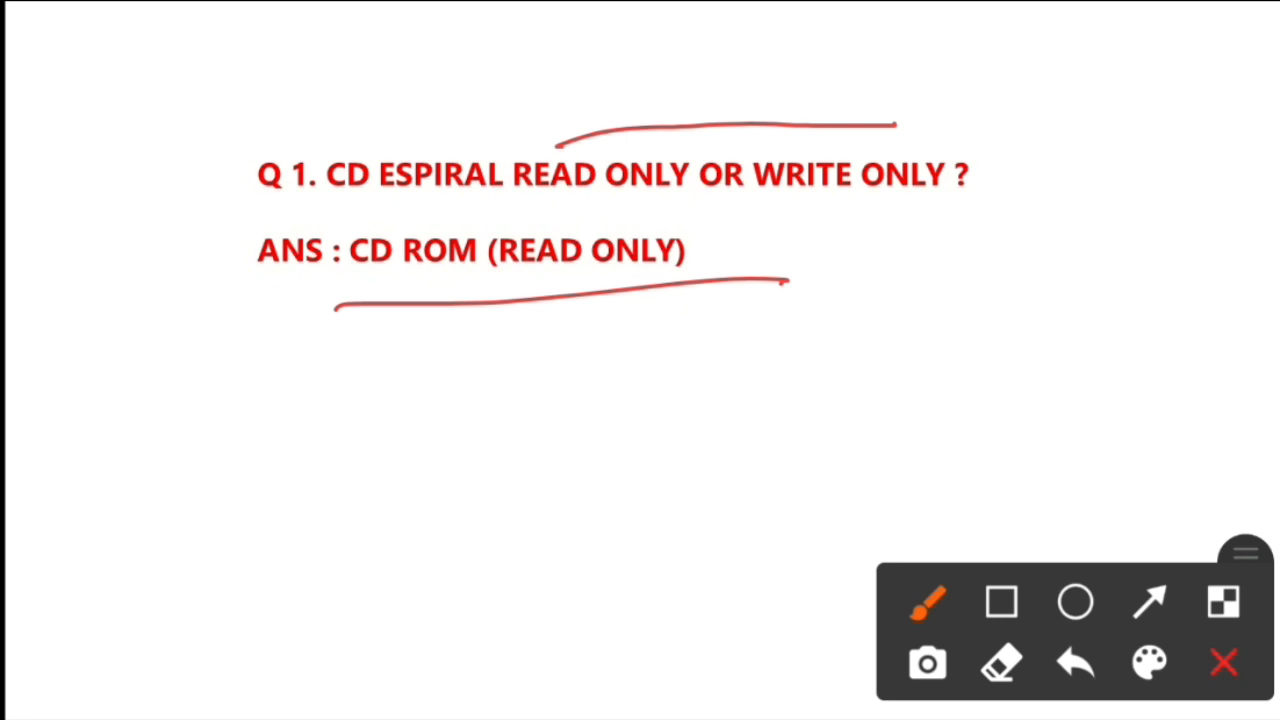 Q 1. CD ESPIRAL READ ONLY OR WRITE ONLY ?
ANS : CD ROM (READ ONLY)